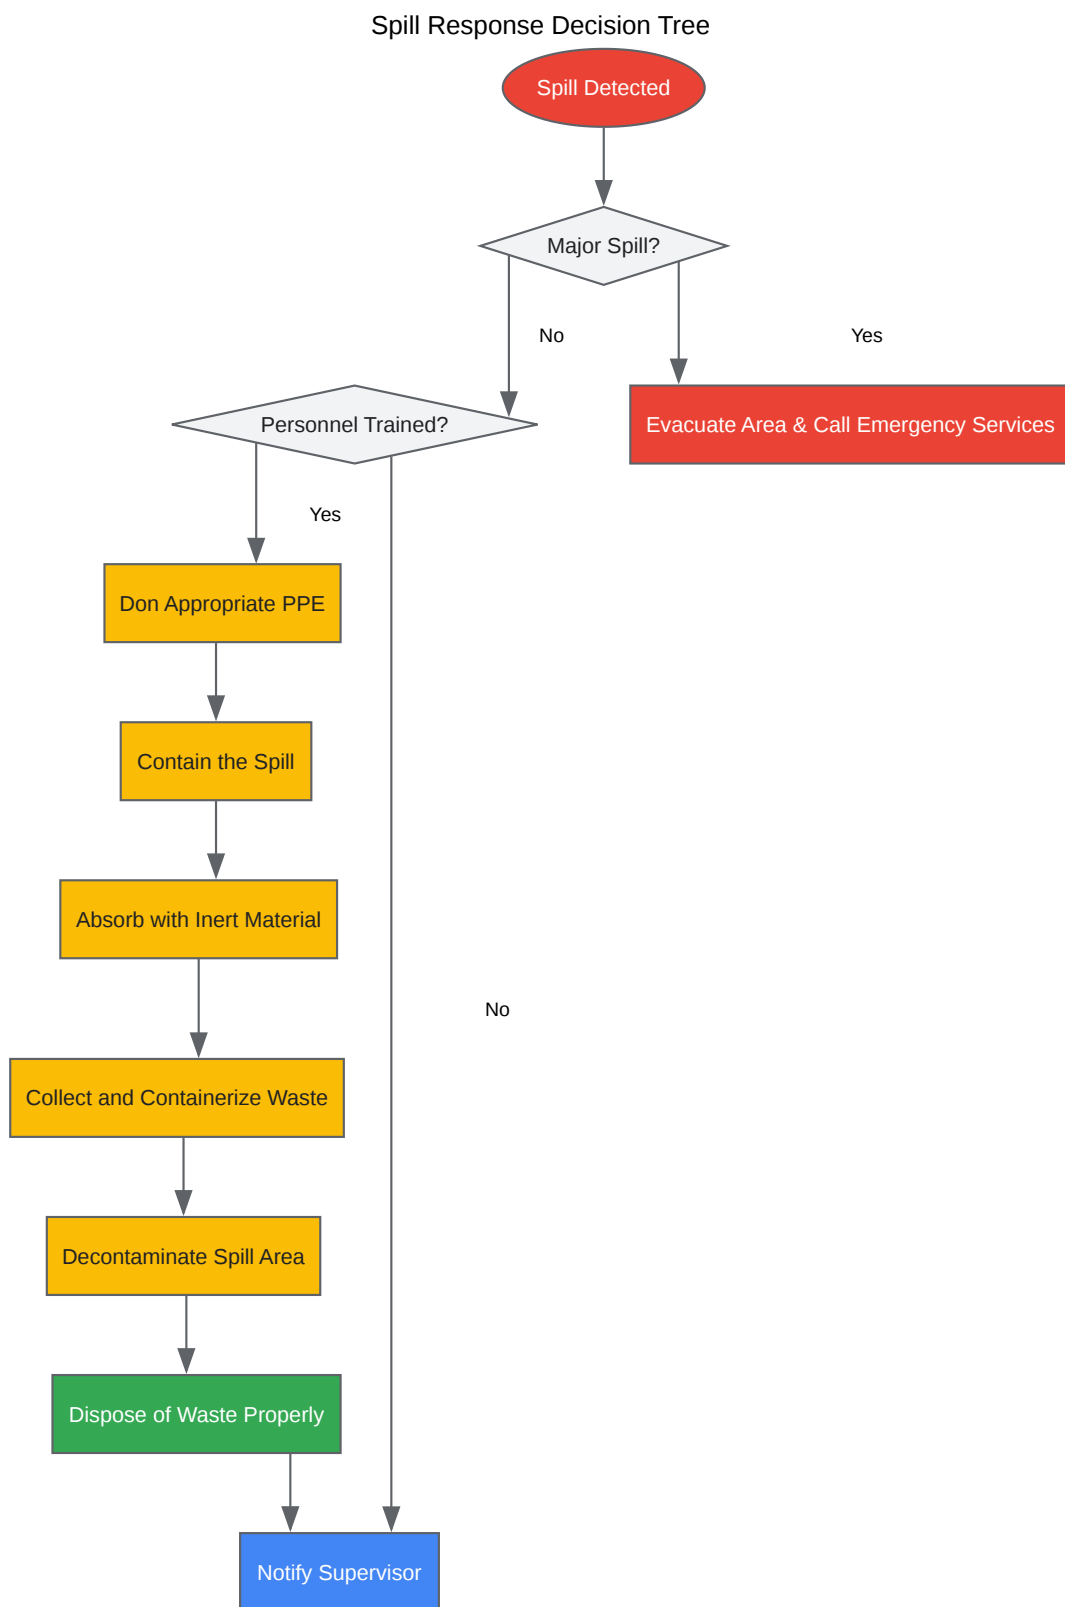 Spill Response Decision Tree
Spill Detected
Major Spill?
No
Yes
Personnel Trained?
Evacuate Area & Call Emergency Services
Yes
Don Appropriate PPE
Contain the Spill
Absorb with Inert Material
No
Collect and Containerize Waste
Decontaminate Spill Area
Dispose of Waste Properly
Notify Supervisor